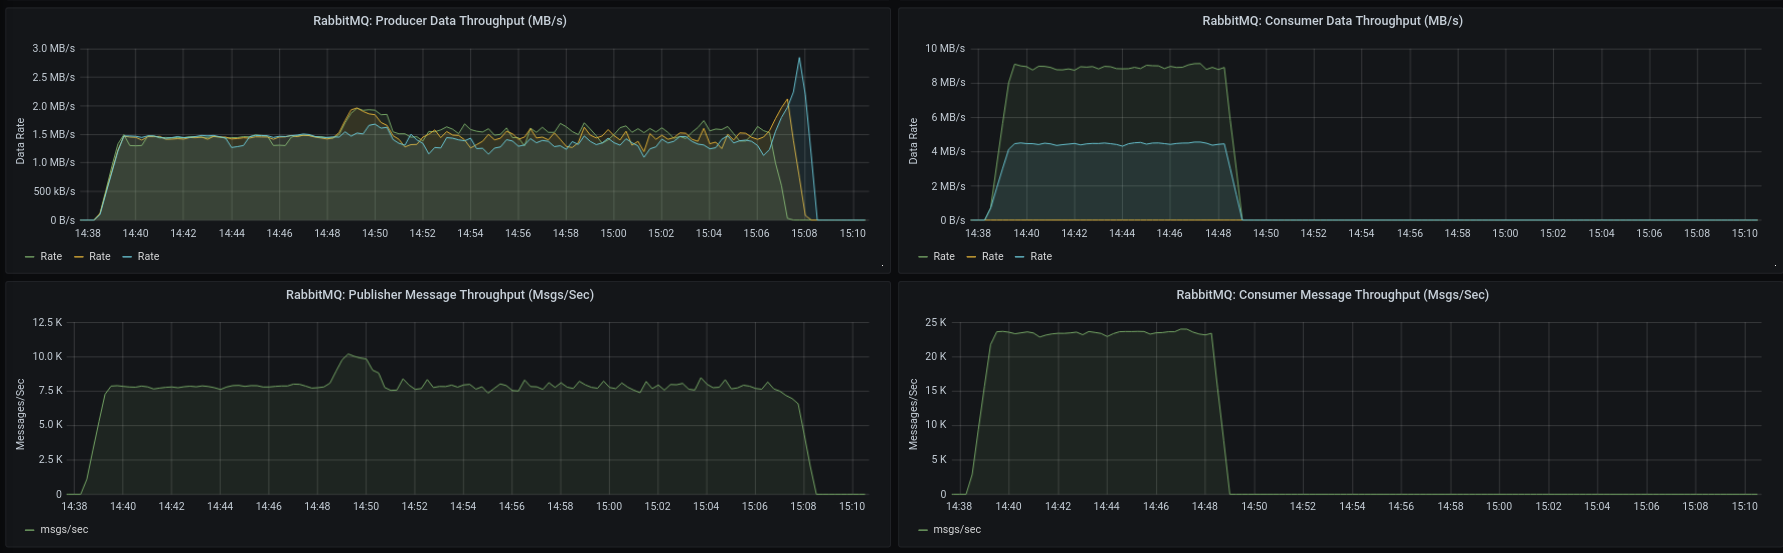 RabbitMQ: Producer Data Throughput (MB/s)
3.0 MB/s
2.5 MB/s
2.0 MB/s
1.5 MB/s
1.0 MB/s
500 kB/s
0 B/s
Data Rate
14:38 14:40 14:42 14:44 14:46 14:48 14:50 14:52 14:54 14:56 14:58 15:00 15:02 15:04 15:06 15:08 15:10
Rate Rate Rate
RabbitMQ: Consumer Data Throughput (MB/s)
10 MB/s
8 MB/s
6 MB/s
4 MB/s
2 MB/s
0 B/s
Data Rate
14:38 14:40 14:42 14:44 14:46 14:48 14:50 14:52 14:54 14:56 14:58 15:00 15:02 15:04 15:06 15:08 15:10
Rate Rate Rate
RabbitMQ: Publisher Message Throughput (Msgs/Sec)
12.5 K
10.0 K
7.5 K
5.0 K
2.5 K
0
Messages/Sec
14:38 14:40 14:42 14:44 14:46 14:48 14:50 14:52 14:54 14:56 14:58 15:00 15:02 15:04 15:06 15:08 15:10
msgs/sec
RabbitMQ: Consumer Message Throughput (Msgs/Sec)
25 K
20 K
15 K
10 K
5 K
0
Messages/Sec
14:38 14:40 14:42 14:44 14:46 14:48 14:50 14:52 14:54 14:56 14:58 15:00 15:02 15:04 15:06 15:08 15:10
msgs/sec